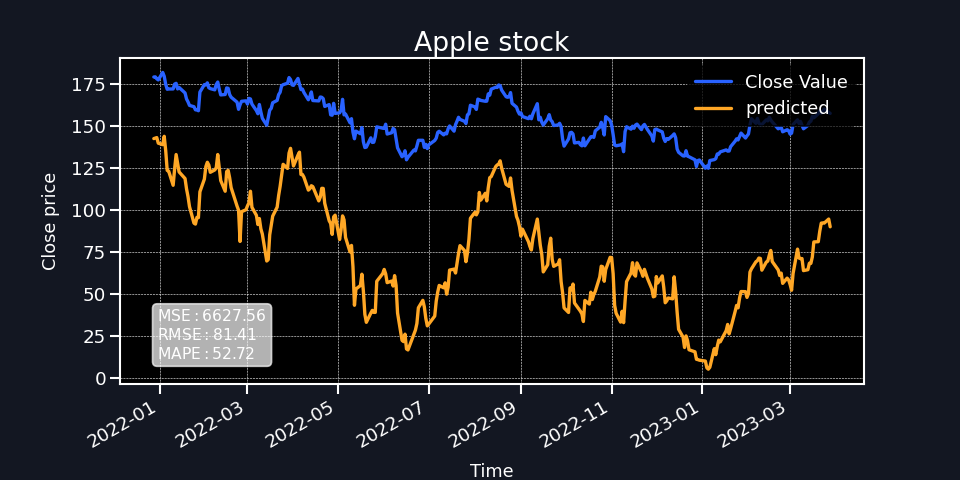 Apple stock
Close Value
predicted
Close price
175
150
125
100
75
50
25
0
MSE : 6627.56
RMSE : 81.41
MAPE : 52.72
2022-01
2022-03
2022-05
2022-07
2022-09
2022-11
2023-01
2023-03
Time